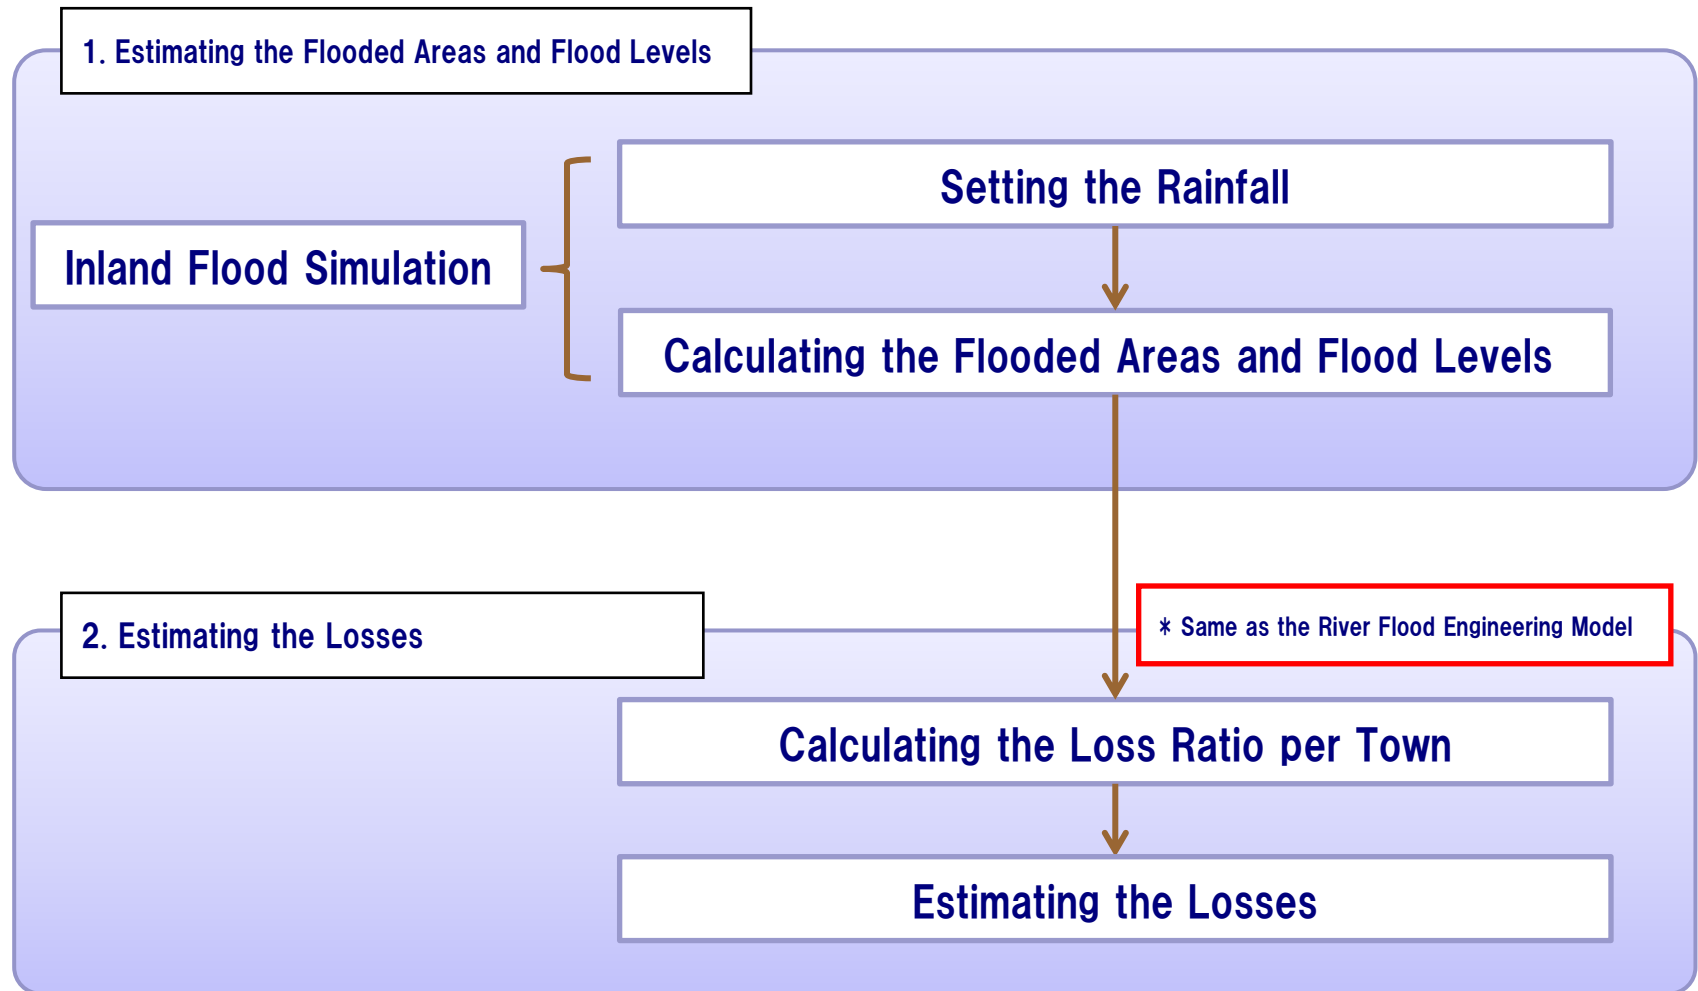 1. Estimating the Flooded Areas and Flood Levels
Setting the Rainfall
Inland Flood Simulation
Calculating the Flooded Areas and Flood Levels
* Same as the River Flood Engineering Model
2. Estimating the Losses
Calculating the Loss Ratio per Town
Estimating the Losses